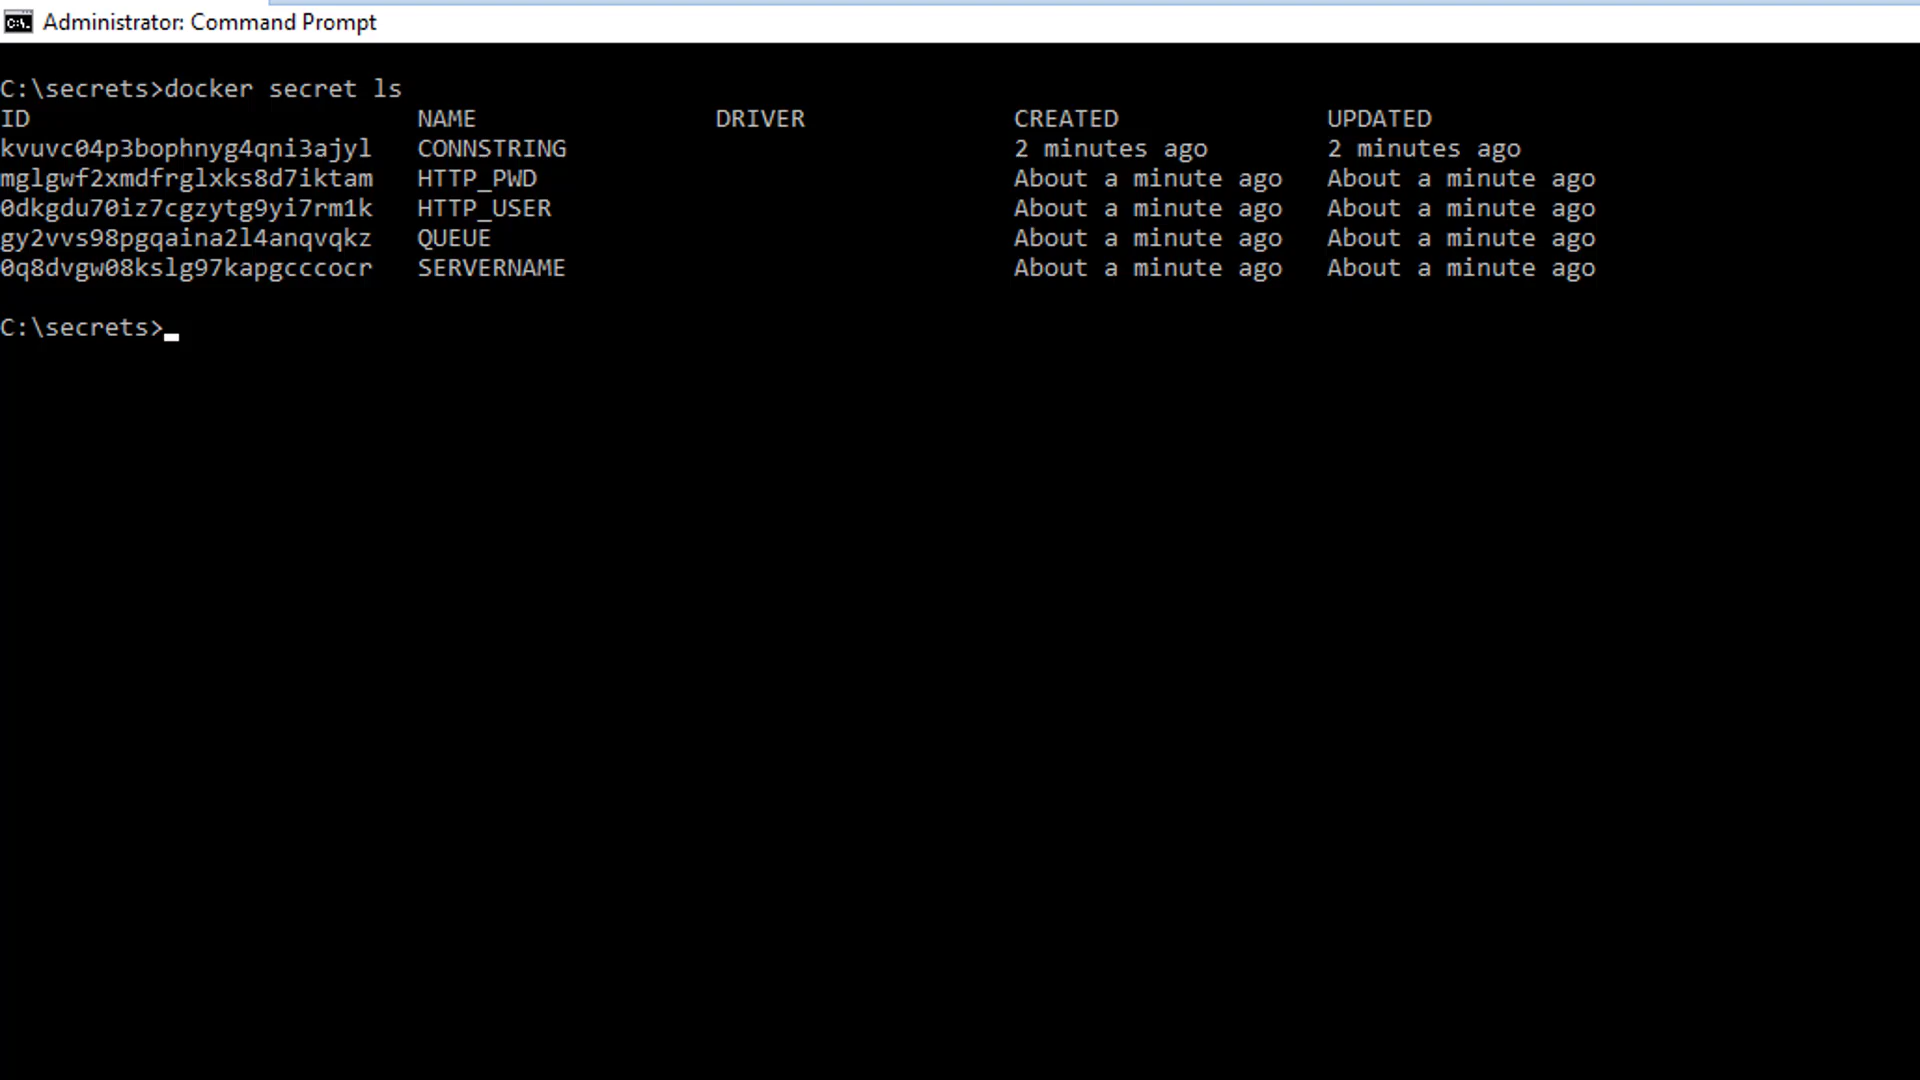 Administrator: Command Prompt
C:\secrets>docker secret ls
ID NAME DRIVER CREATED UPDATED
kvuvc04p3bophnyg4qni3ajyl CONNSTRING 2 minutes ago 2 minutes ago
mglgwf2xmdfrglxks8d7iktam HTTP_PWD About a minute ago About a minute ago
0dkgdu70iz7cgzytg9yi7rm1k HTTP_USER About a minute ago About a minute ago
gy2vvs98pgqaina2l4anqvqkz QUEUE About a minute ago About a minute ago
0q8dvgw08kslg97kapgcccocr SERVERNAME About a minute ago About a minute ago
C:\secrets>